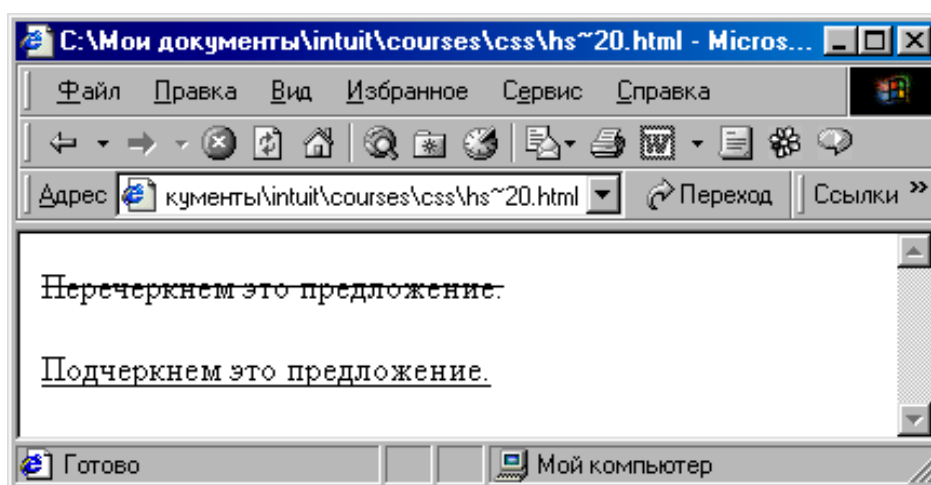 C:\Мои документы\intuit\courses\css\hs~20.html - Micros...
Файл Правка Вид Избранное Сервис Справка
Адрес кументы\intuit\courses\css\hs~20.html Переход Ссылки »
Перечеркнем это предложение.
Подчеркнем это предложение.
Готово Мой компьютер